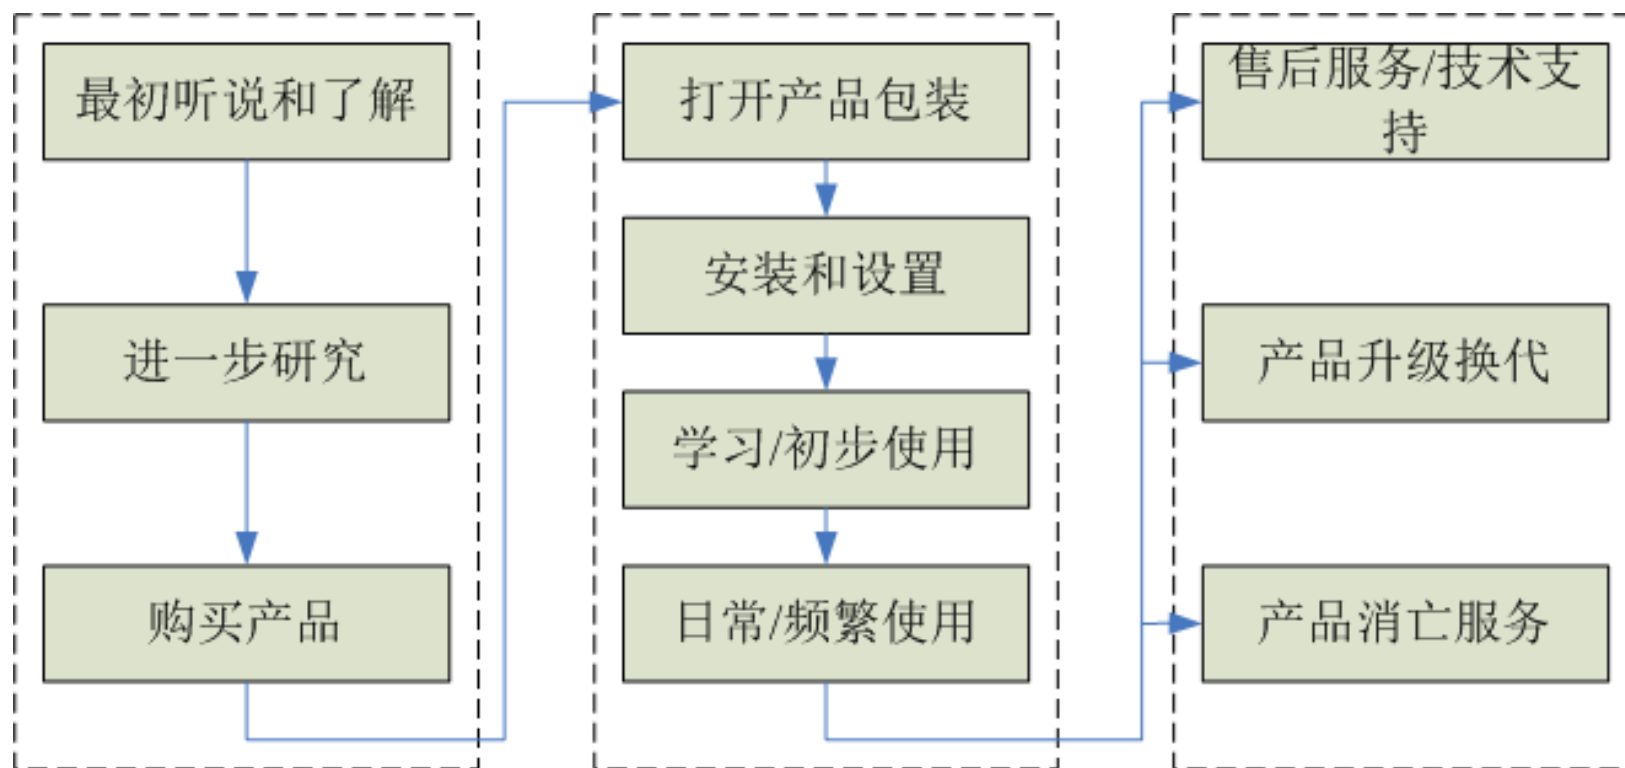 最初听说和了解
进一步研究
购买产品
打开产品包装
安装和设置
学习/初步使用
日常/频繁使用
售后服务/技术支
持
产品升级换代
产品消亡服务